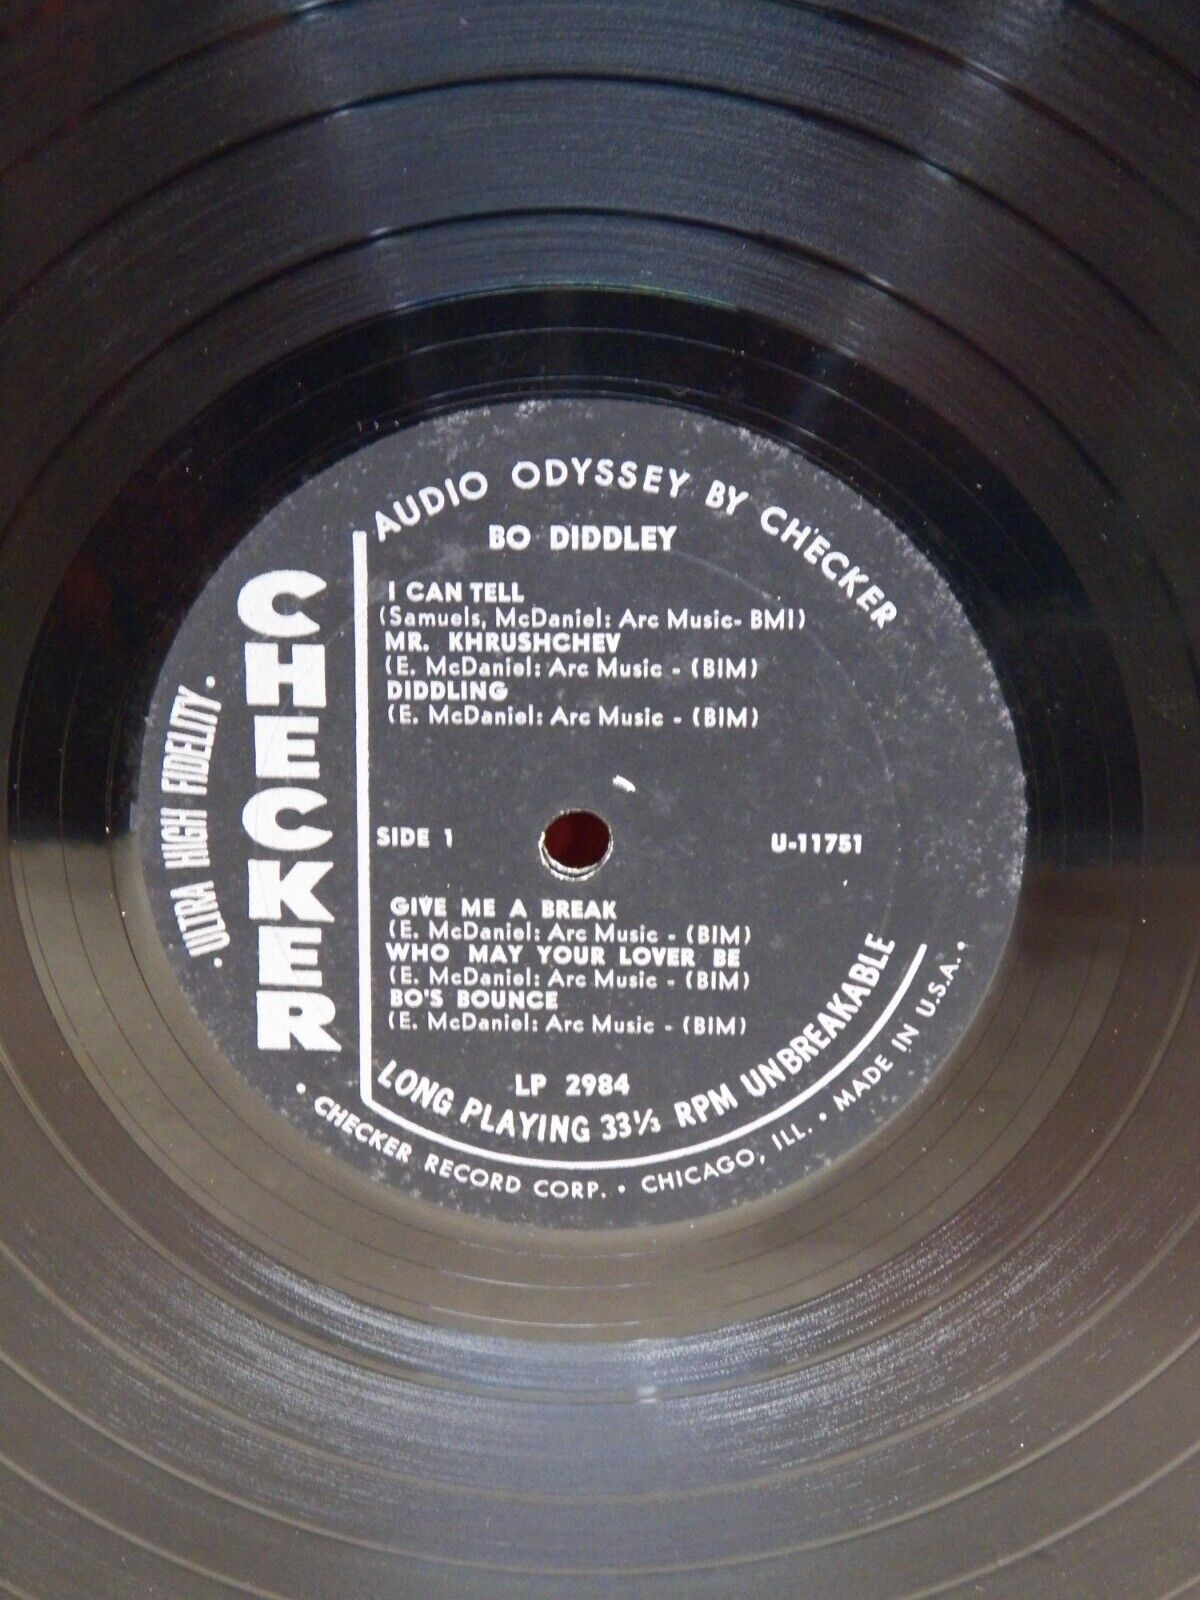 AUDIO ODYSSEY BY CHECKER
BO DIDDLEY
I CAN TELL
(Samuels, McDaniel: Arc Music- BMI)
MR. KHRUSHCHEV
(E. McDaniel: Arc Music - (BIM)
DIDDLING
(E. McDaniel: Arc Music - (BIM)
SIDE 1
U-11751
GIVE ME A BREAK
(E. McDaniel: Arc Music - (BIM)
WHO MAY YOUR LOVER BE
(E. McDaniel: Arc Music - (BIM)
BO'S BOUNCE
(E. McDaniel: Arc Music - (BIM)
LP 2984
LONG PLAYING 33⅓ RPM UNBREAKABLE
CHECKER
• ULTRA HIGH FIDELITY •
• CHECKER RECORD CORP. • CHICAGO, ILL. • MADE IN U.S.A. •